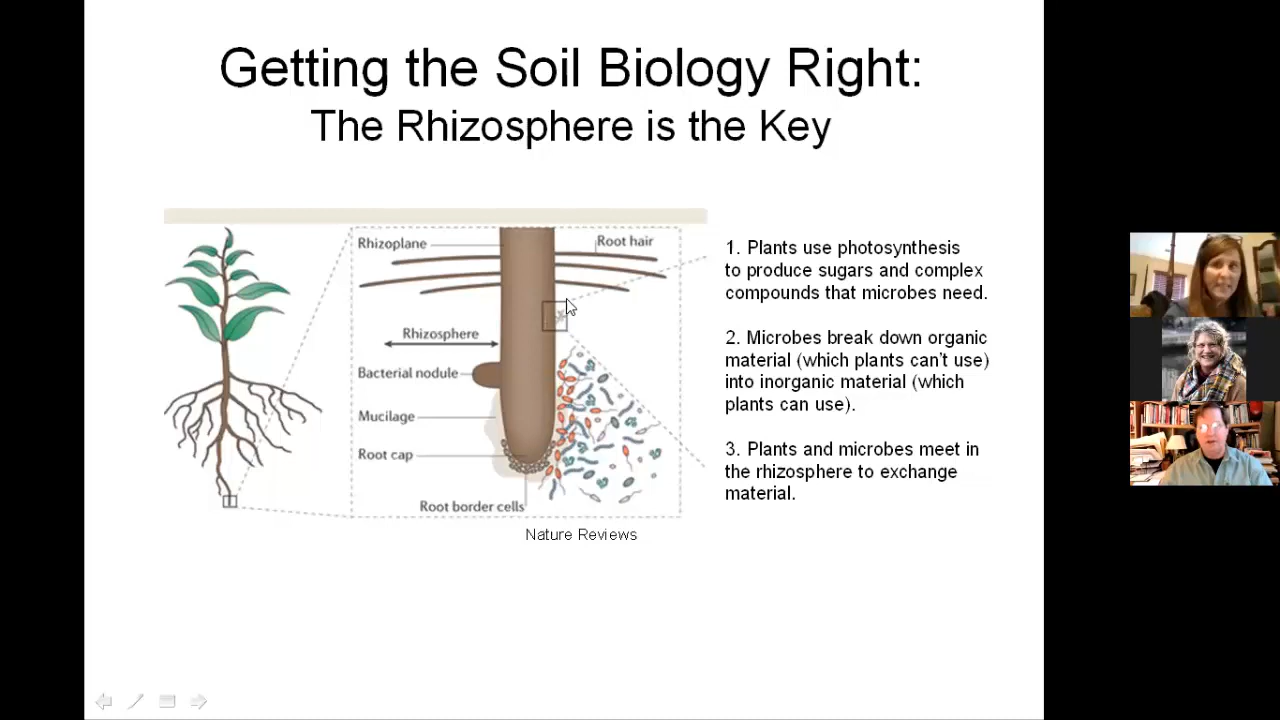 Getting the Soil Biology Right:
The Rhizosphere is the Key
Rhizoplane
Root hair
Rhizosphere
Bacterial nodule
Mucilage
Root cap
Root border cells
Nature Reviews
1. Plants use photosynthesis
to produce sugars and complex
compounds that microbes need.
2. Microbes break down organic
material (which plants can't use)
into inorganic material (which
plants can use).
3. Plants and microbes meet in
the rhizosphere to exchange
material.